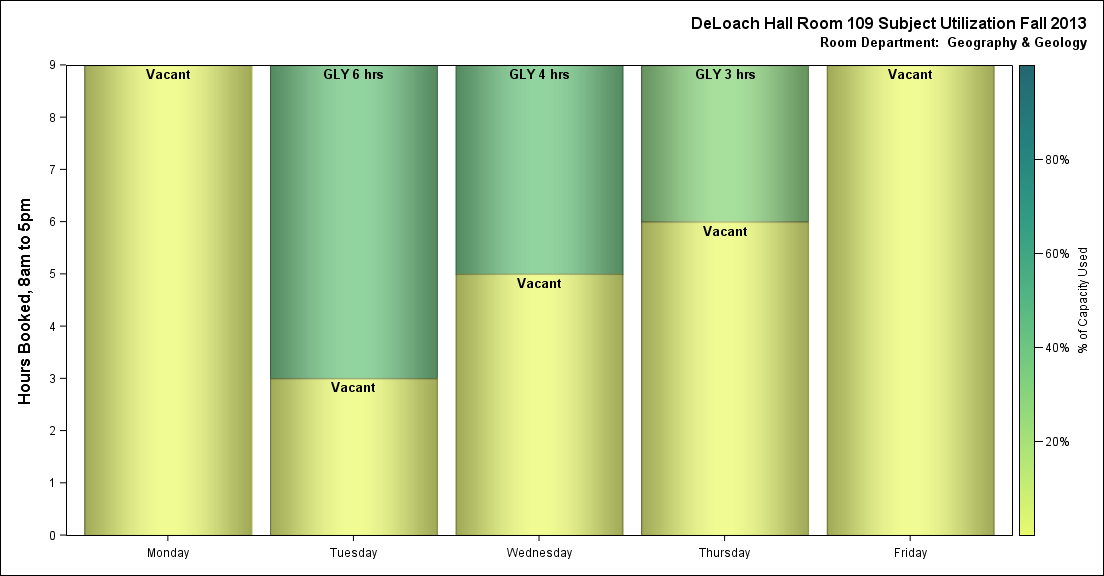 DeLoach Hall Room 109 Subject Utilization Fall 2013
Room Department: Geography & Geology
Hours Booked, 8am to 5pm
9
8
7
6
5
4
3
2
1
0
Vacant
GLY 6 hrs
Vacant
GLY 4 hrs
Vacant
GLY 3 hrs
Vacant
Vacant
Monday
Tuesday
Wednesday
Thursday
Friday
80%
60%
40%
20%
% of Capacity Used